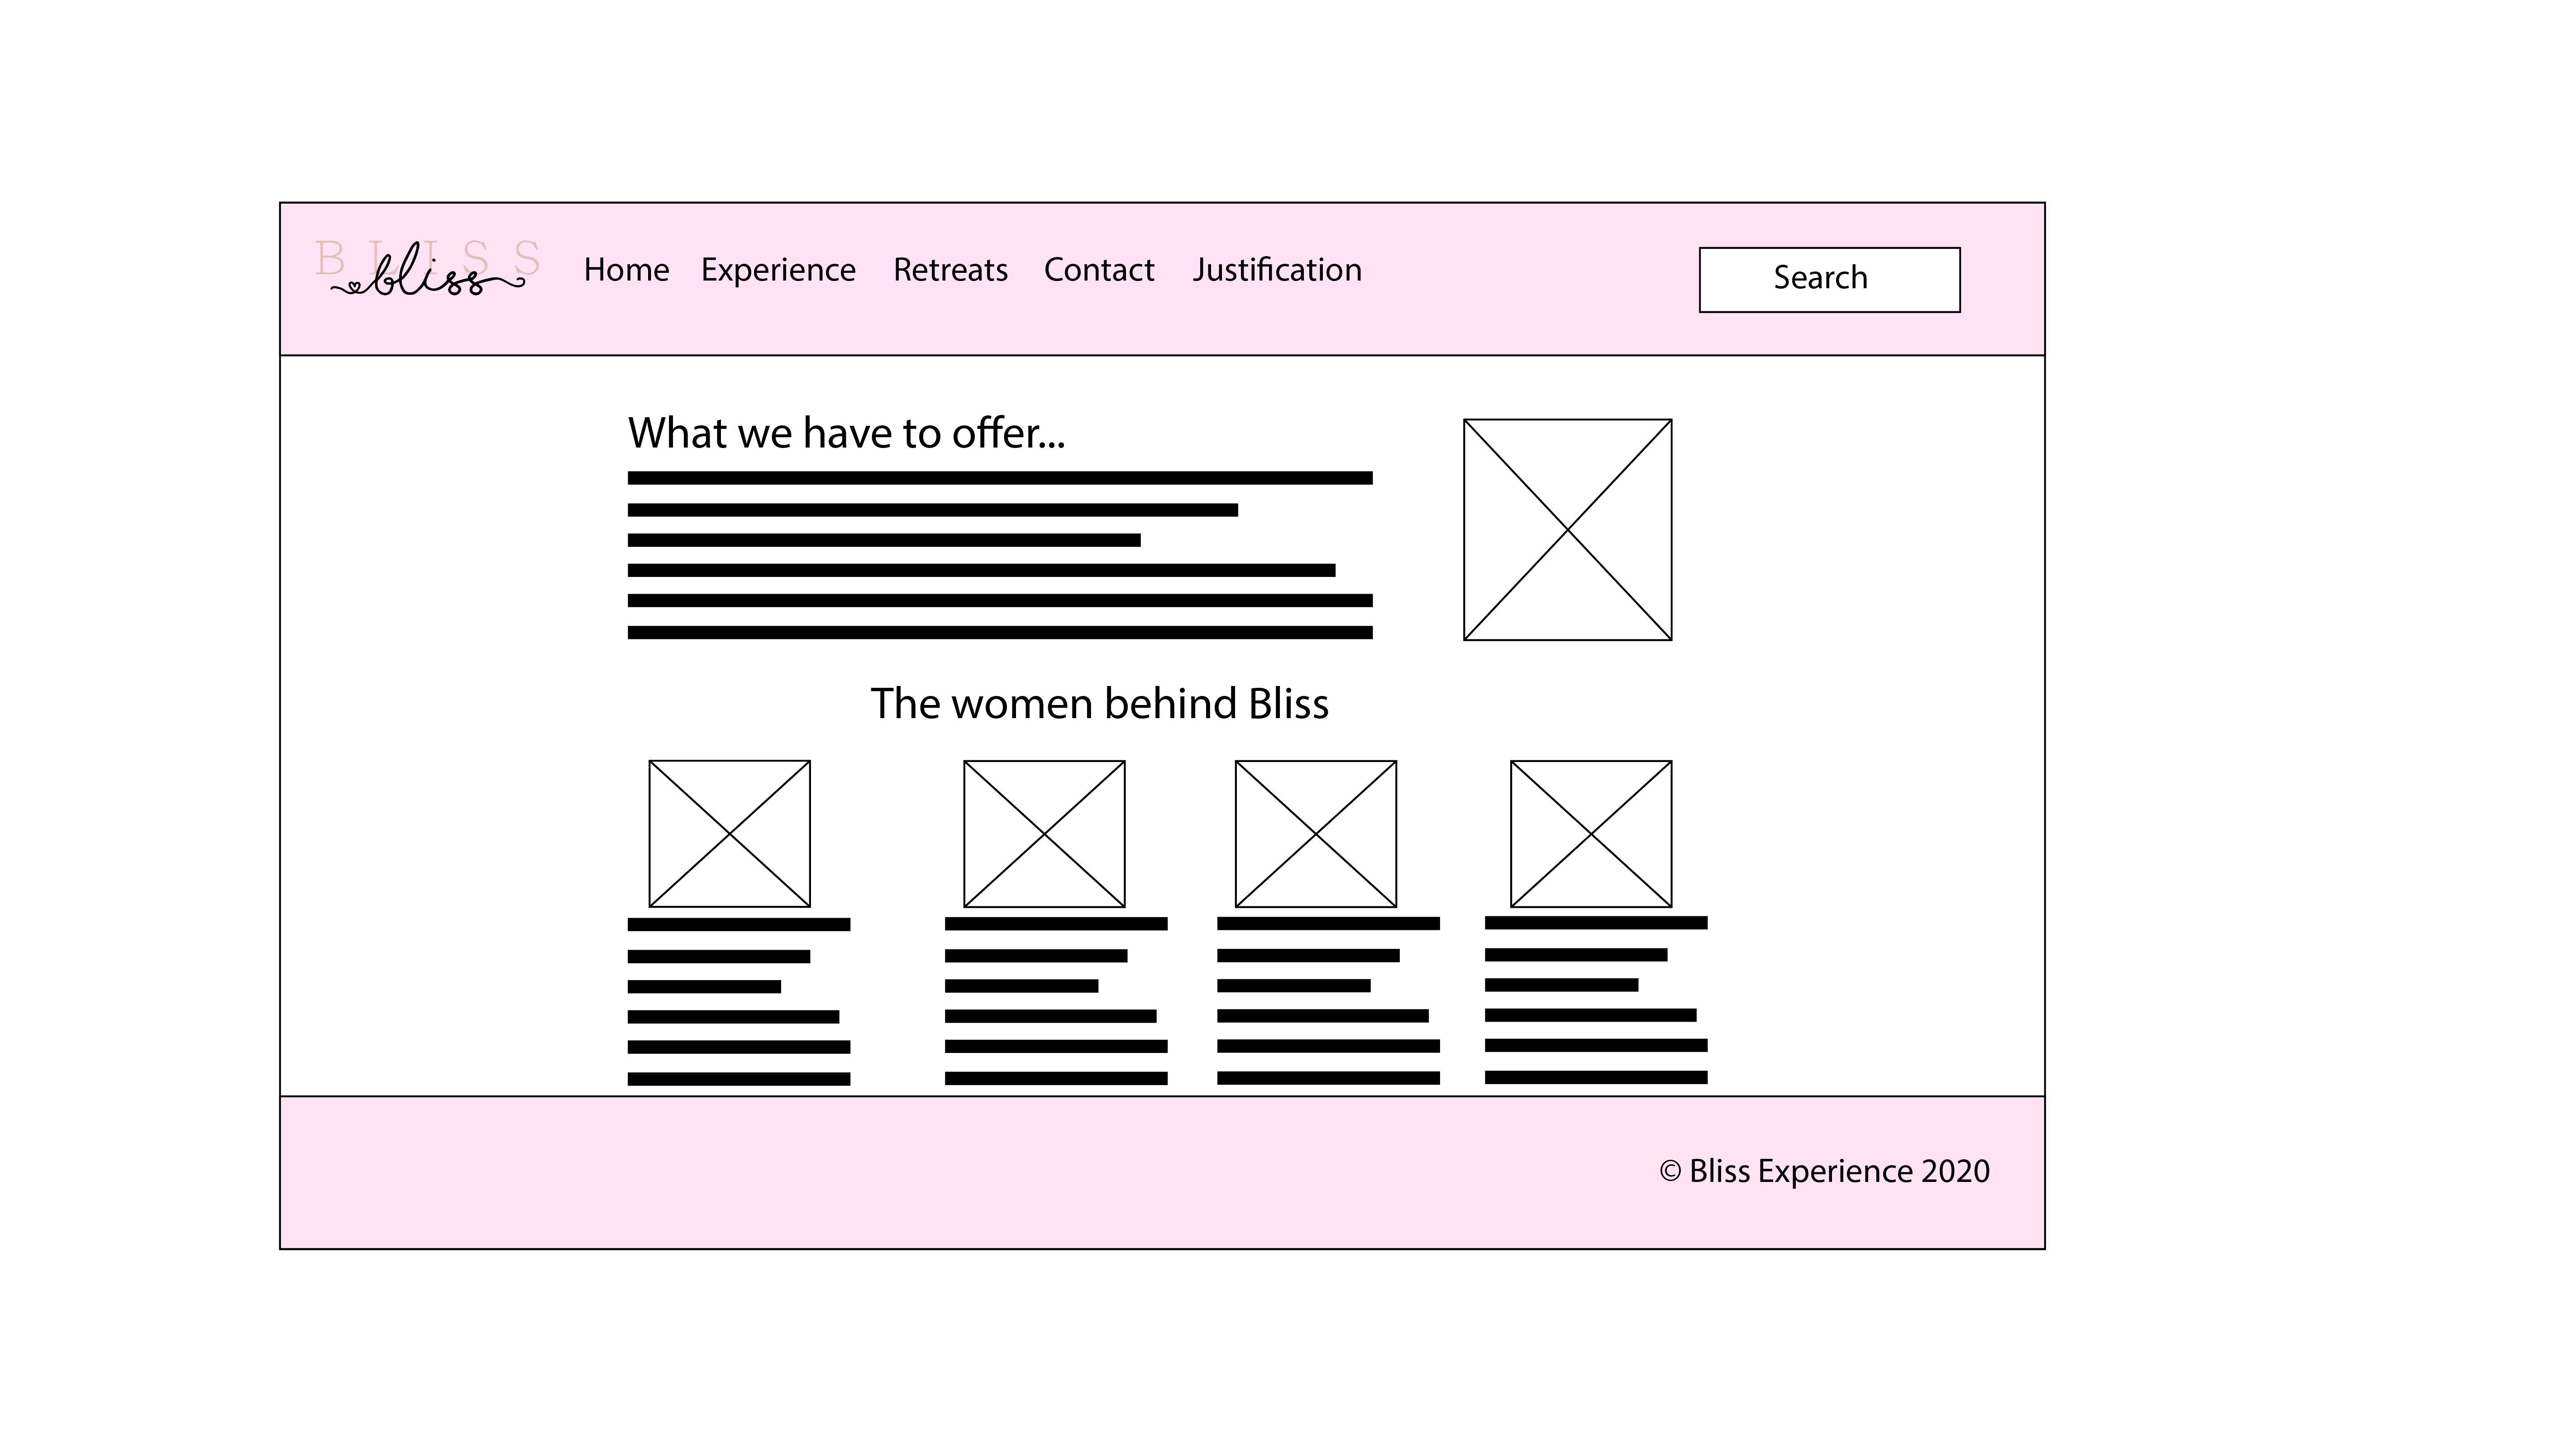 BLISS
bliss
Home Experience Retreats Contact Justification
Search
What we have to offer...
The women behind Bliss
© Bliss Experience 2020